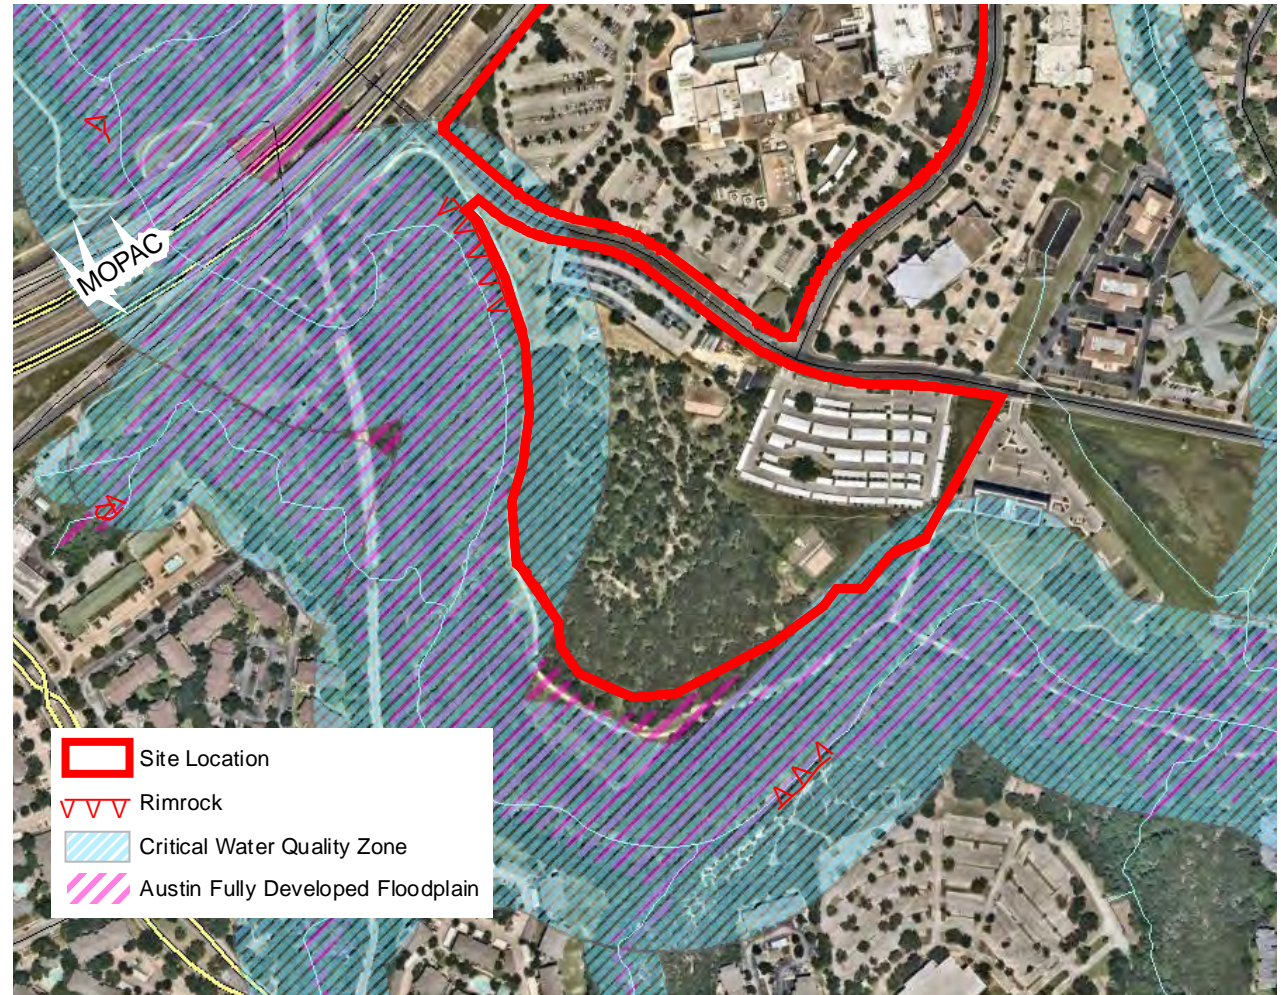 MOPAC
Site Location
Rimrock
Critical Water Quality Zone
Austin Fully Developed Floodplain